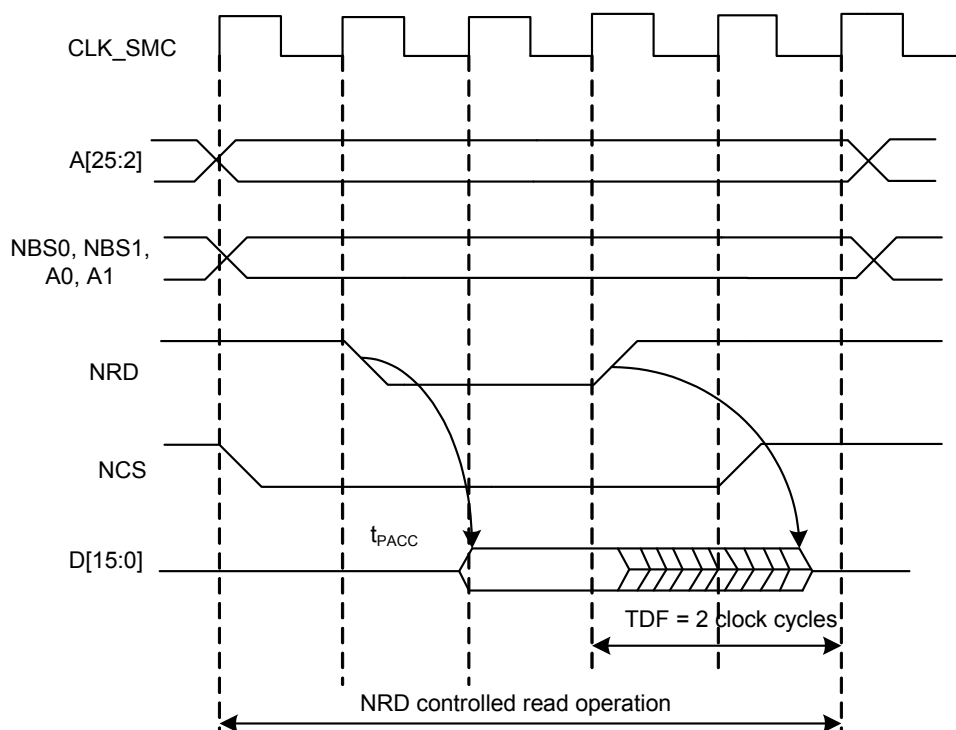 CLK_SMC
A[25:2]
NBS0, NBS1,
A0, A1
NRD
NCS
tPACC
D[15:0]
TDF = 2 clock cycles
NRD controlled read operation